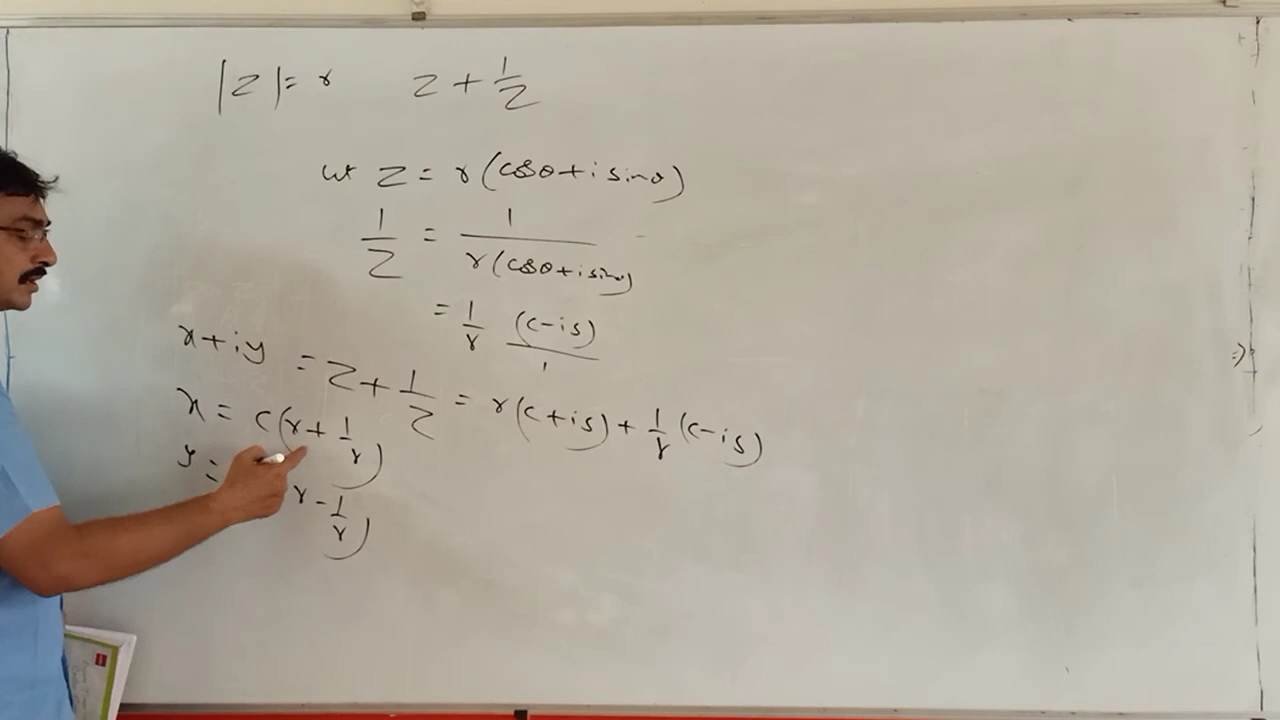 |z|= r z + 1/z
let z = r(cosθ+i sinθ)
1/z = 1/r(cosθ+i sinθ)
= 1/r (c-is)/1
x+iy = z + 1/z = r(c+is) + 1/r (c-is)
x = c(r + 1/r)
y = r - 1/r)